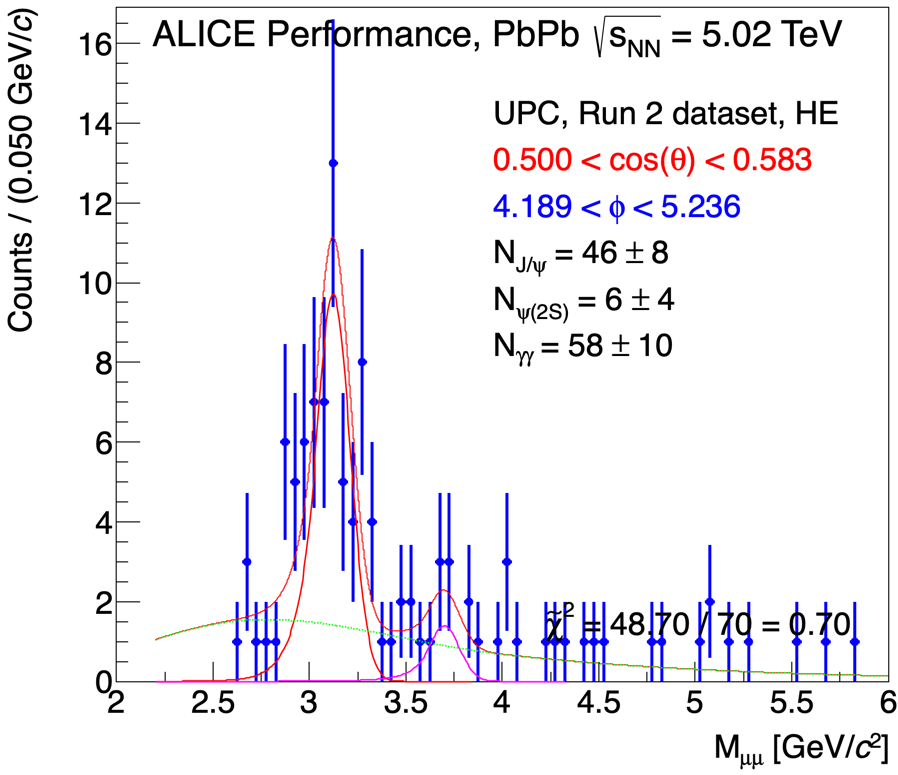 ALICE Performance, PbPb √sNN = 5.02 TeV
UPC, Run 2 dataset, HE
0.500 < cos(θ) < 0.583
4.189 < ϕ < 5.236
NJ/ψ = 46 ± 8
Nψ(2S) = 6 ± 4
Nγγ = 58 ± 10
χ̃² = 48.70 / 70 = 0.70
Counts / (0.050 GeV/c)
16
14
12
10
8
6
4
2
0
2 2.5 3 3.5 4 4.5 5 5.5 6
Mμμ [GeV/c²]